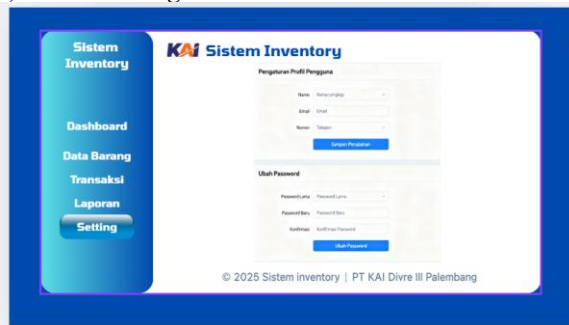 Sistem
Inventory
Dashboard
Data Barang
Transaksi
Laporan
Setting
KAI Sistem Inventory
Pengaturan Profil Pengguna
Nama Nama Lengkap
Email Email
Nomor Telepon
Simpan Perubahan
Ubah Password
Password Lama Password Lama
Password Baru Password Baru
Konfirmasi Konfirmasi Password
Ubah Password
© 2025 Sistem inventory | PT KAI Divre III Palembang